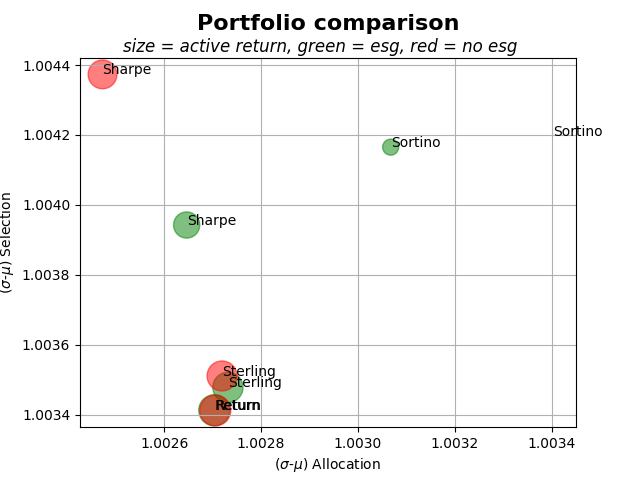 Portfolio comparison
size = active return, green = esg, red = no esg
1.0044
Sharpe
1.0042
Sortino
Sortino
1.0040
Sharpe
(σ-μ) Selection
1.0038
1.0036
Sterling
Sterling
1.0034
Return
Return
1.0026
1.0028
1.0030
1.0032
1.0034
(σ-μ) Allocation